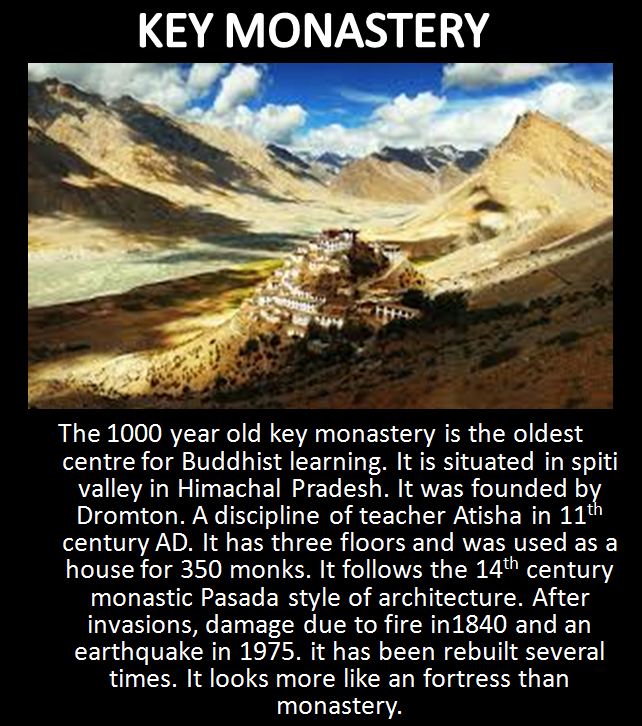 KEY MONASTERY
The 1000 year old key monastery is the oldest
centre for Buddhist learning. It is situated in spiti
valley in Himachal Pradesh. It was founded by
Dromton. A discipline of teacher Atisha in 11th
century AD. It has three floors and was used as a
house for 350 monks. It follows the 14th century
monastic Pasada style of architecture. After
invasions, damage due to fire in1840 and an
earthquake in 1975. it has been rebuilt several
times. It looks more like an fortress than
monastery.